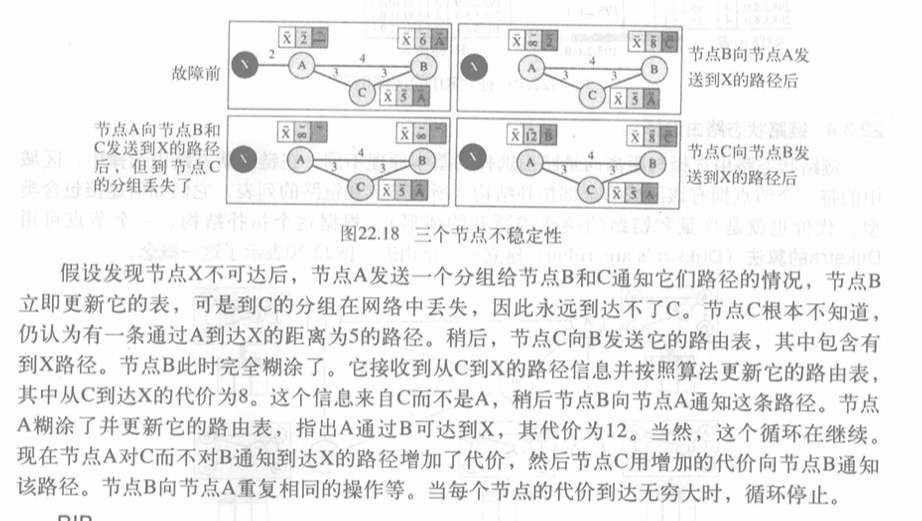 故障前
X 2 —
X 6 A
X 2 A 4 B
3 3
C X 5 A
X ∞ 2
X 8 C
X A 4 B
3 3
C X 5 A
节点B向节点A发
送到X的路径后
节点A向节点B和
C发送到X的路径
后，但到节点C
的分组丢失了
X ∞
X ∞
X A 4 B
3 3
C X 5 A
X 12 B
X 8 C
X A 4 B
3 3
C X 5 A
节点C向节点B发
送到X的路径后
图22.18 三个节点不稳定性
假设发现节点X不可达后，节点A发送一个分组给节点B和C通知它们路径的情况，节点B
立即更新它的表，可是到C的分组在网络中丢失，因此永远到达不了C。节点C根本不知道，
仍认为有一条通过A到达X的距离为5的路径。稍后，节点C向B发送它的路由表，其中包含有
到X路径。节点B此时完全糊涂了。它接收到从C到X的路径信息并按照算法更新它的路由表，
其中从C到达X的代价为8。这个信息来自C而不是A，稍后节点B向节点A通知这条路径。节点
A糊涂了并更新它的路由表，指出A通过B可达到X，其代价为12。当然，这个循环在继续。
现在节点A对C而不对B通知到达X的路径增加了代价，然后节点C用增加的代价向节点B通知
该路径。节点B向节点A重复相同的操作等。当每个节点的代价到达无穷大时，循环停止。